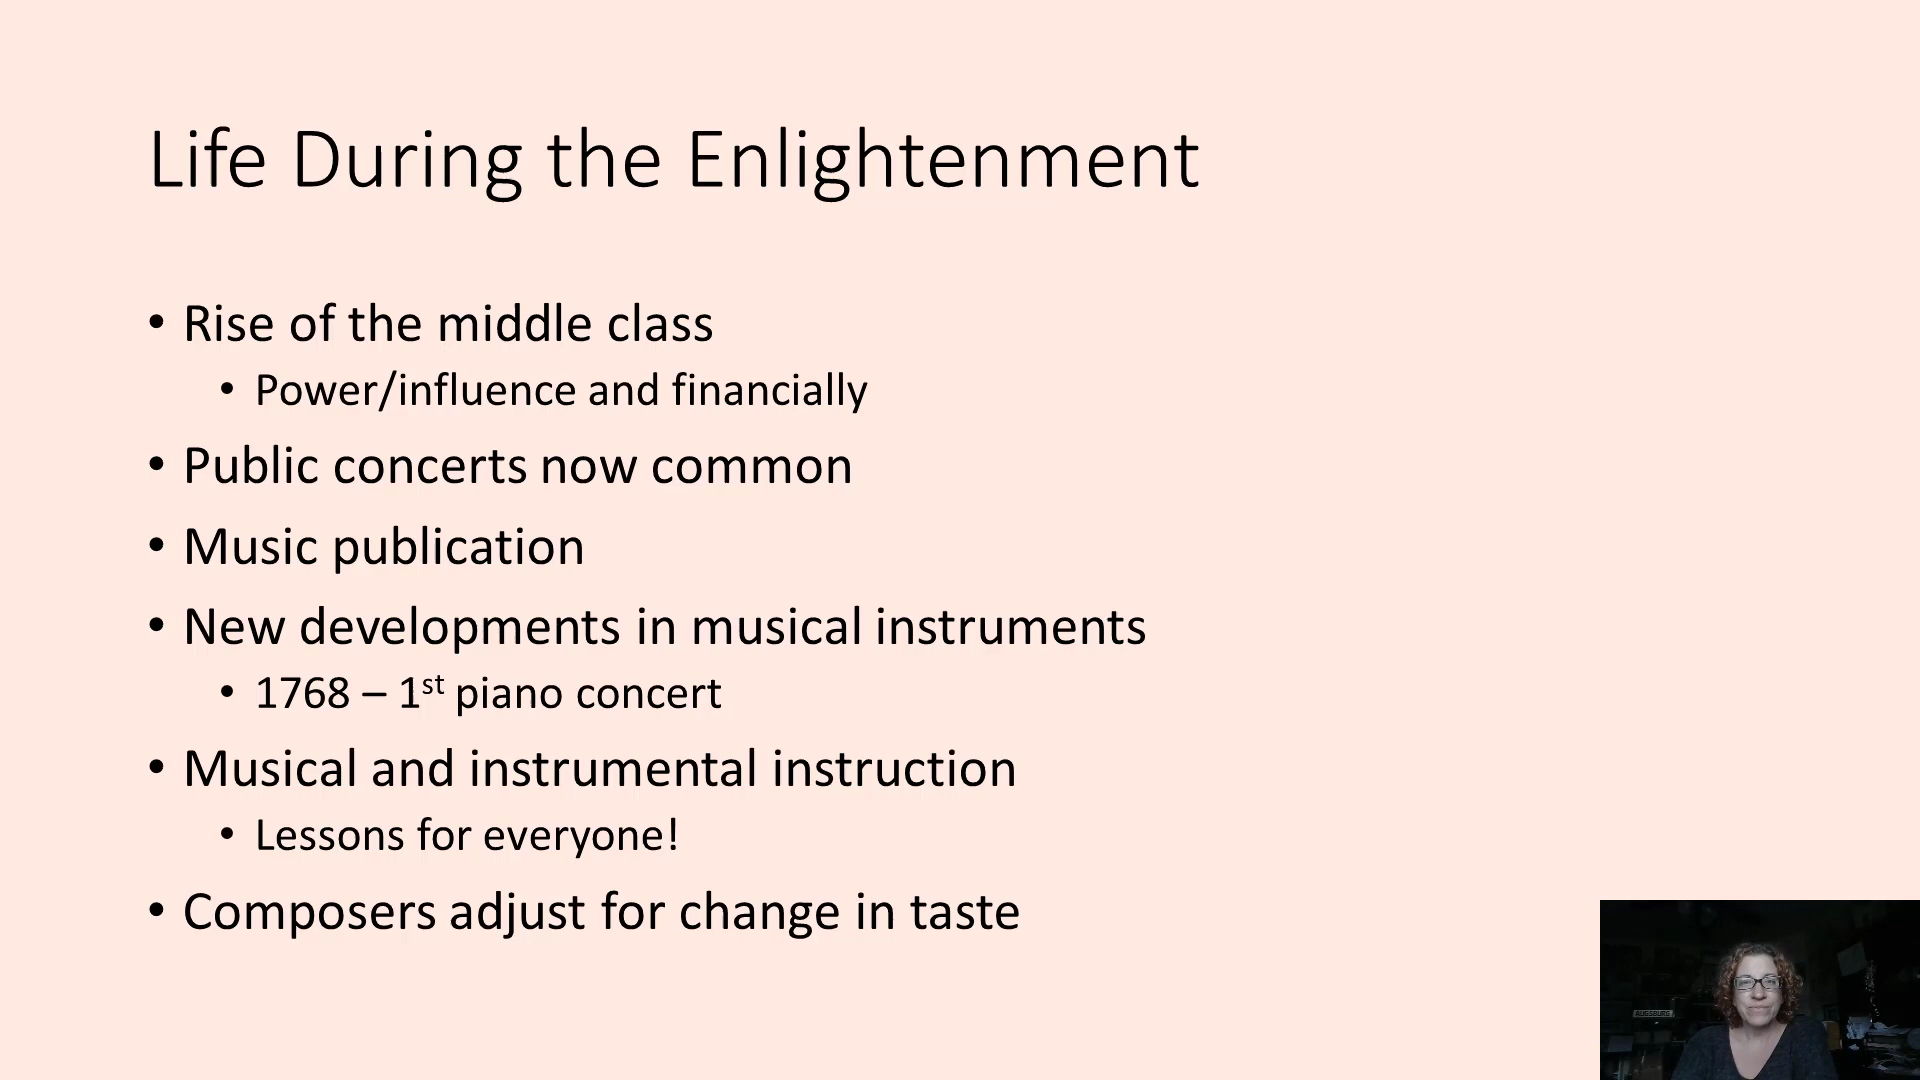 Life During the Enlightenment
• Rise of the middle class
• Power/influence and financially
• Public concerts now common
• Music publication
• New developments in musical instruments
• 1768 – 1st piano concert
• Musical and instrumental instruction
• Lessons for everyone!
• Composers adjust for change in taste